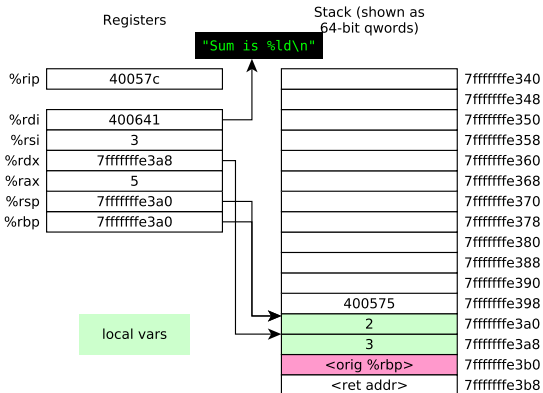 Registers
Stack (shown as
64-bit qwords)
"Sum is %ld\n"
%rip 40057c
%rdi 400641
%rsi 3
%rdx 7fffffffe3a8
%rax 5
%rsp 7fffffffe3a0
%rbp 7fffffffe3a0
7fffffffe340
7fffffffe348
7fffffffe350
7fffffffe358
7fffffffe360
7fffffffe368
7fffffffe370
7fffffffe378
7fffffffe380
7fffffffe388
7fffffffe390
400575 7fffffffe398
2 7fffffffe3a0
3 7fffffffe3a8
<orig %rbp> 7fffffffe3b0
<ret addr> 7fffffffe3b8
local vars